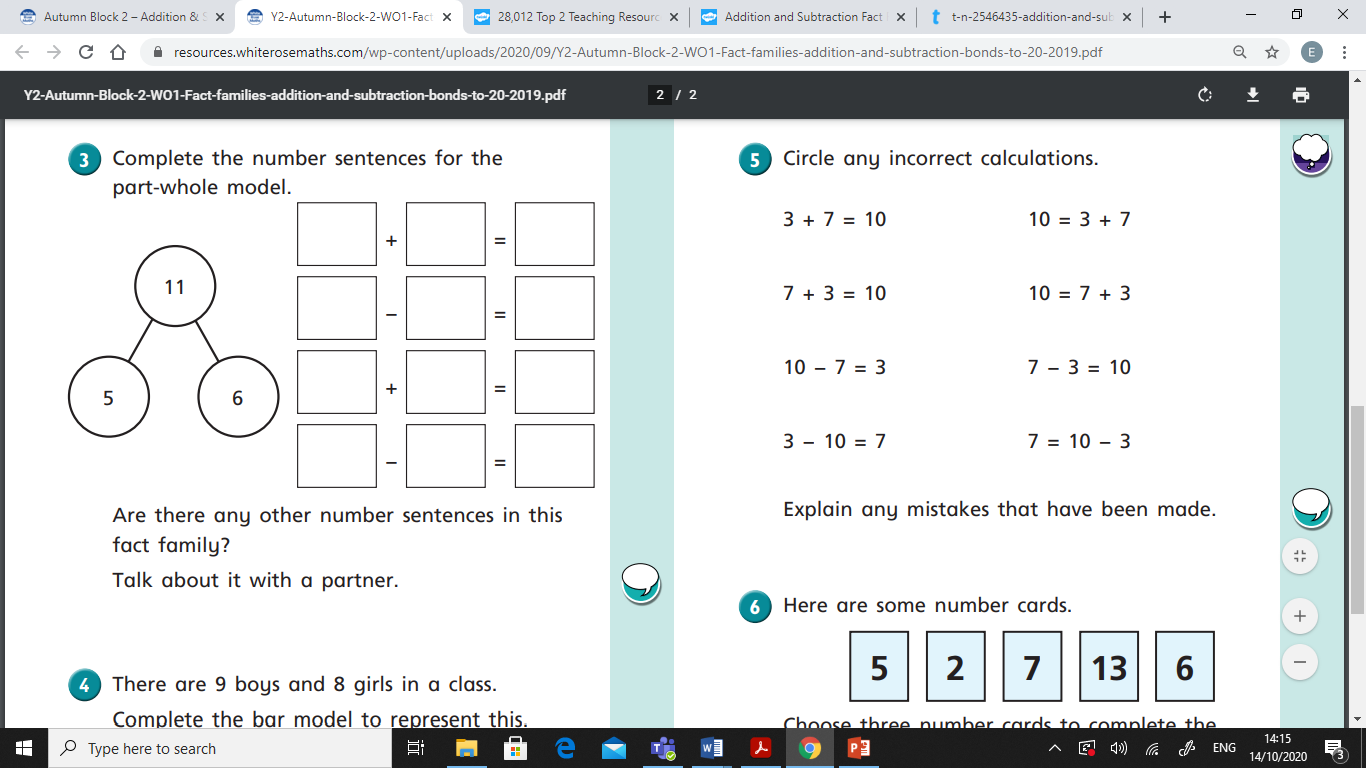 Autumn Block 2 – Addition & S
Y2-Autumn-Block-2-WO1-Fact
28,012 Top 2 Teaching Resourc
Addition and Subtraction Fact
t-n-2546435-addition-and-sub
resources.whiterosemaths.com/wp-content/uploads/2020/09/Y2-Autumn-Block-2-WO1-Fact-families-addition-and-subtraction-bonds-to-20-2019.pdf
E
Y2-Autumn-Block-2-WO1-Fact-families-addition-and-subtraction-bonds-to-20-2019.pdf
2 / 2
3 Complete the number sentences for the
part-whole model.
11
5 6
+ =
– =
+ =
– =
Are there any other number sentences in this
fact family?
Talk about it with a partner.
4 There are 9 boys and 8 girls in a class.
Complete the bar model to represent this.
5 Circle any incorrect calculations.
3 + 7 = 10 10 = 3 + 7
7 + 3 = 10 10 = 7 + 3
10 – 7 = 3 7 – 3 = 10
3 – 10 = 7 7 = 10 – 3
Explain any mistakes that have been made.
6 Here are some number cards.
5 2 7 13 6
Choose three number cards to complete the
Type here to search
ENG
14:15
14/10/2020
3